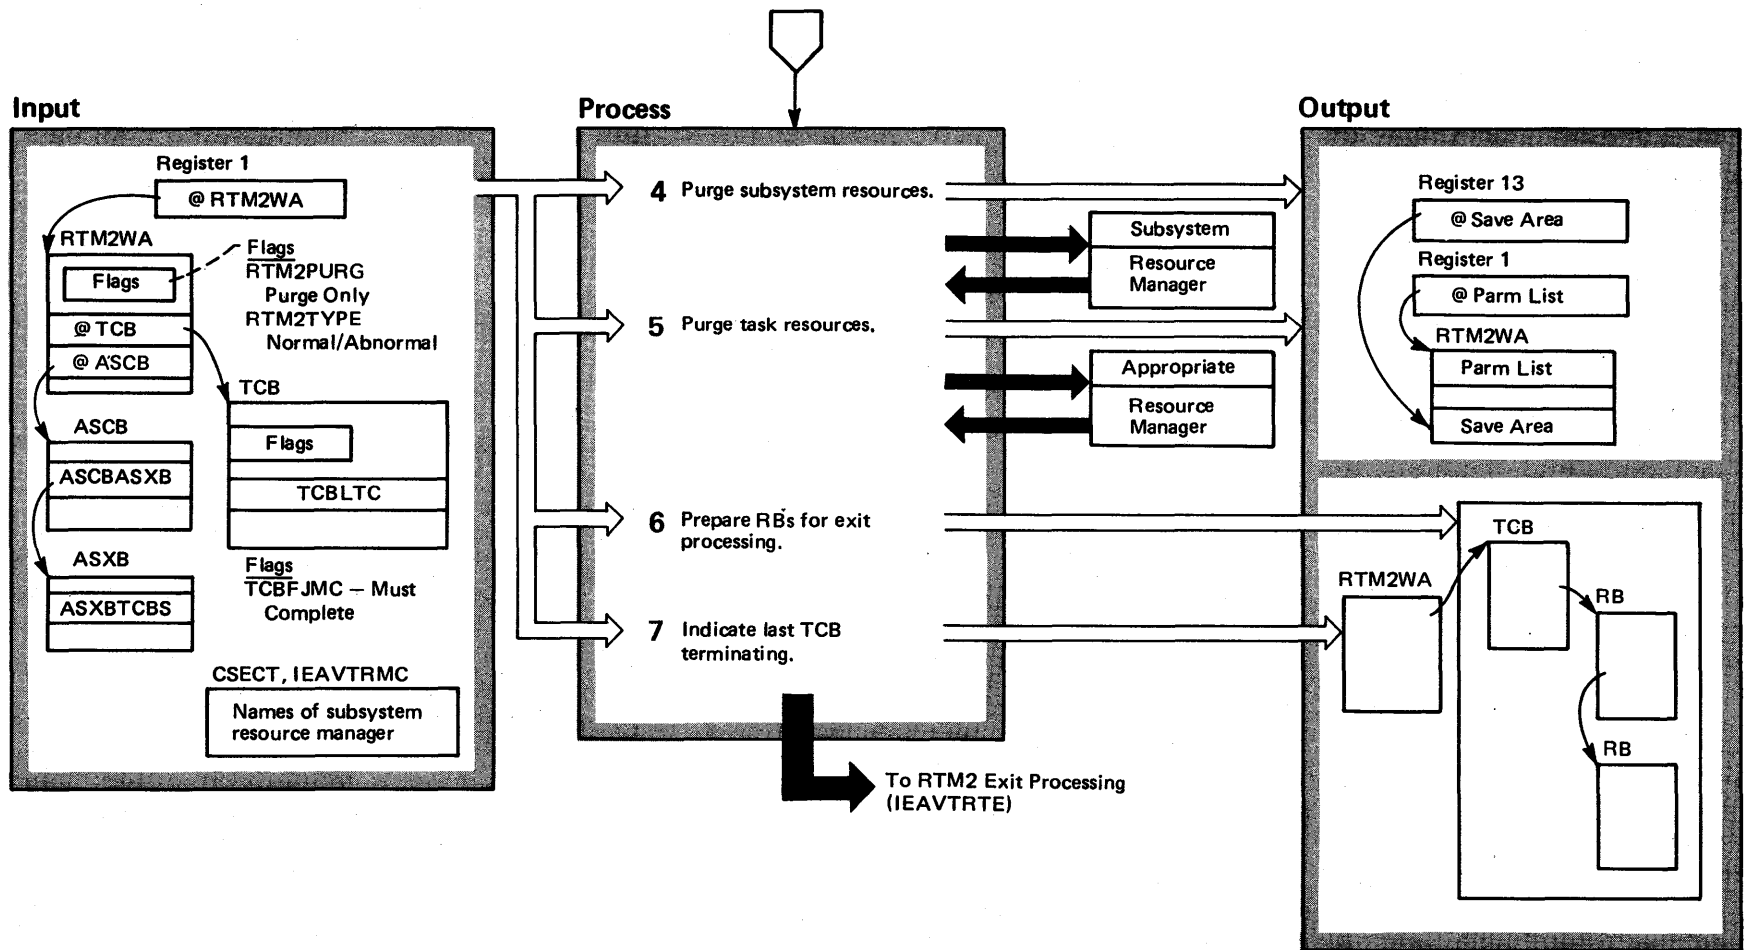 Input
Register 1
@ RTM2WA
RTM2WA
Flags
@ TCB
@ ASCB
Flags
RTM2PURG
Purge Only
RTM2TYPE
Normal/Abnormal
TCB
Flags
TCBLTC
Flags
TCBFJMC – Must
Complete
ASCB
ASCBASXB
ASXB
ASXBTCBS
CSECT, IEAVTRMC
Names of subsystem
resource manager
Process
4 Purge subsystem resources.
Subsystem
Resource
Manager
5 Purge task resources.
Appropriate
Resource
Manager
6 Prepare RBs for exit
processing.
7 Indicate last TCB
terminating.
To RTM2 Exit Processing
(IEAVTRTE)
Output
Register 13
@ Save Area
Register 1
@ Parm List
RTM2WA
Parm List
Save Area
RTM2WA
TCB
RB
RB